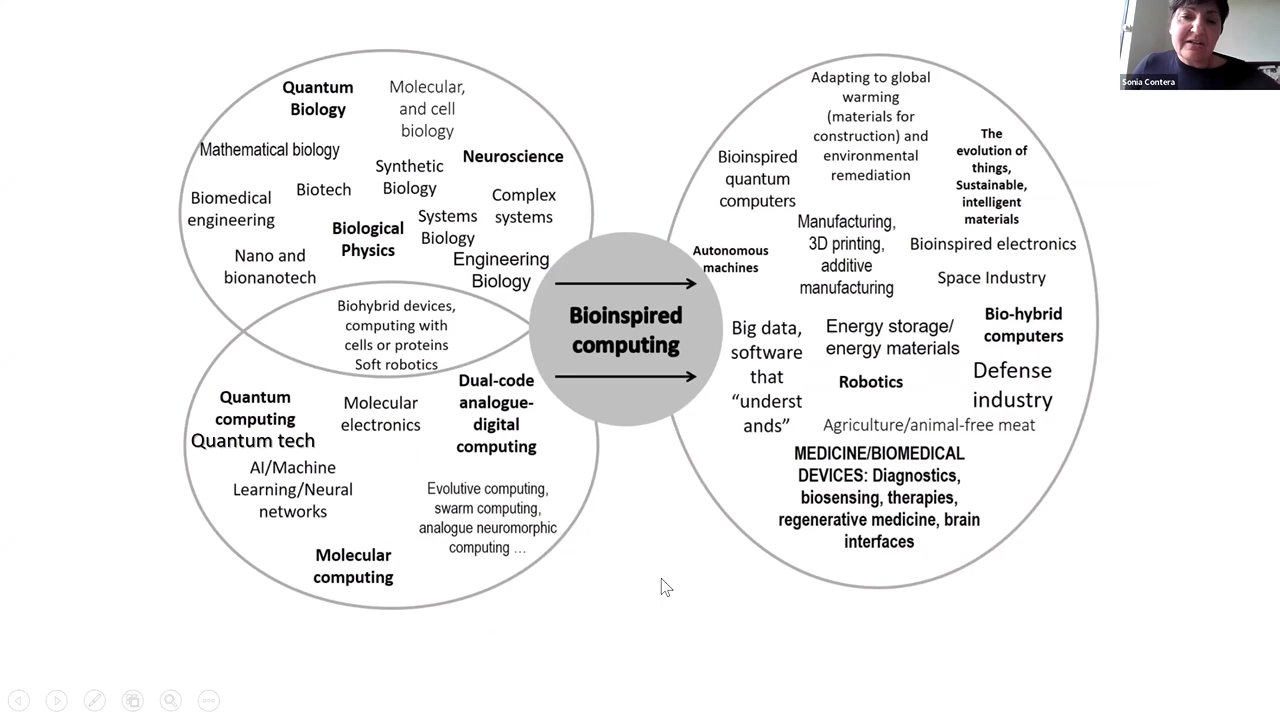 Sonia Contera
Quantum
Biology
Molecular,
and cell
biology
Mathematical biology
Synthetic
Biology
Neuroscience
Biomedical
engineering
Biotech
Complex
systems
Biological
Physics
Systems
Biology
Nano and
bionanotech
Engineering
Biology
Biohybrid devices,
computing with
cells or proteins
Soft robotics
Quantum
computing
Quantum tech
Molecular
electronics
Dual-code
analogue-
digital
computing
AI/Machine
Learning/Neural
networks
Evolutive computing,
swarm computing,
analogue neuromorphic
computing ...
Molecular
computing
Bioinspired
computing
Adapting to global
warming
(materials for
construction) and
environmental
remediation
Bioinspired
quantum
computers
The
evolution of
things,
Sustainable,
intelligent
materials
Autonomous
machines
Manufacturing,
3D printing,
additive
manufacturing
Bioinspired electronics
Space Industry
Big data,
software
that
“underst
ands”
Energy storage/
energy materials
Bio-hybrid
computers
Robotics
Defense
industry
Agriculture/animal-free meat
MEDICINE/BIOMEDICAL
DEVICES: Diagnostics,
biosensing, therapies,
regenerative medicine, brain
interfaces